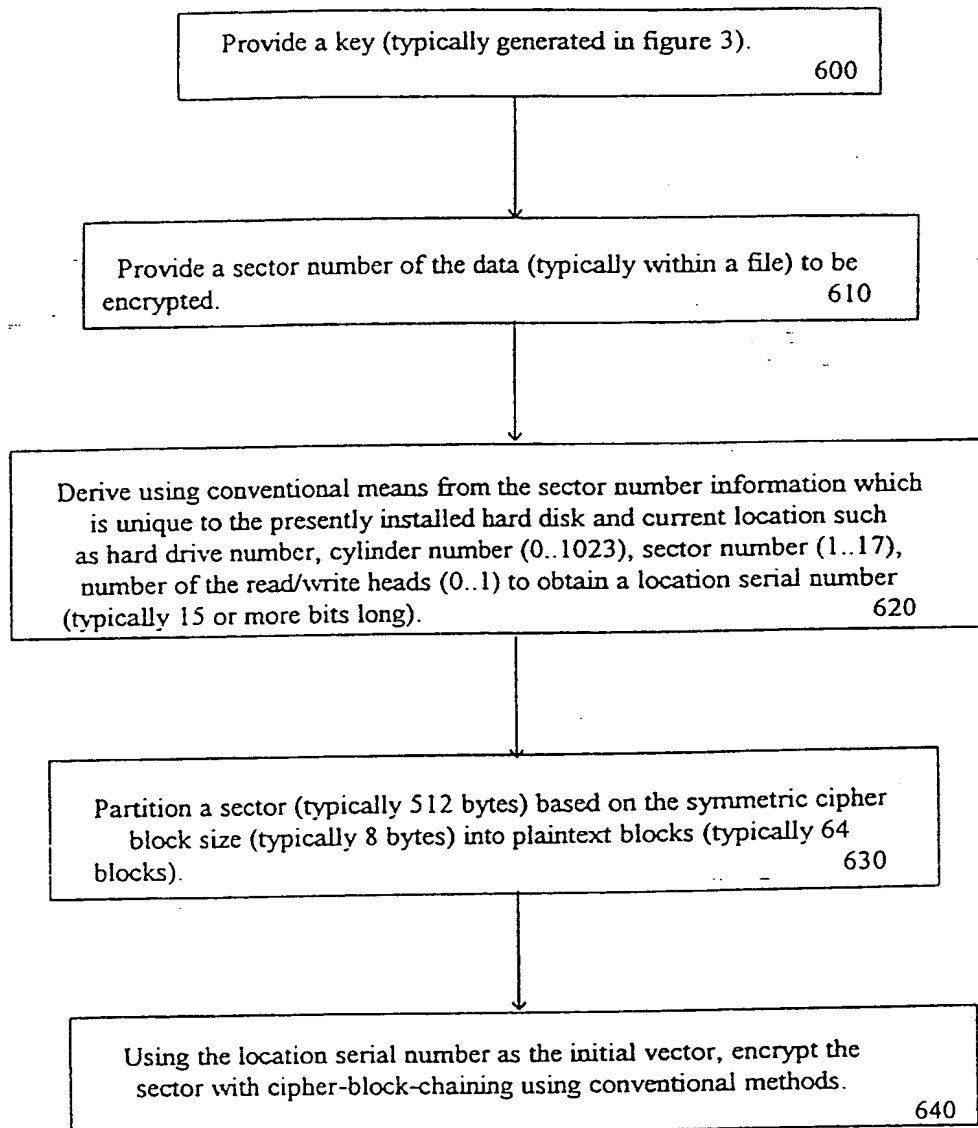 Provide a key (typically generated in figure 3).
600
Provide a sector number of the data (typically within a file) to be
encrypted.
610
Derive using conventional means from the sector number information which
is unique to the presently installed hard disk and current location such
as hard drive number, cylinder number (0..1023), sector number (1..17),
number of the read/write heads (0..1) to obtain a location serial number
(typically 15 or more bits long).
620
Partition a sector (typically 512 bytes) based on the symmetric cipher
block size (typically 8 bytes) into plaintext blocks (typically 64
blocks).
630
Using the location serial number as the initial vector, encrypt the
sector with cipher-block-chaining using conventional methods.
640